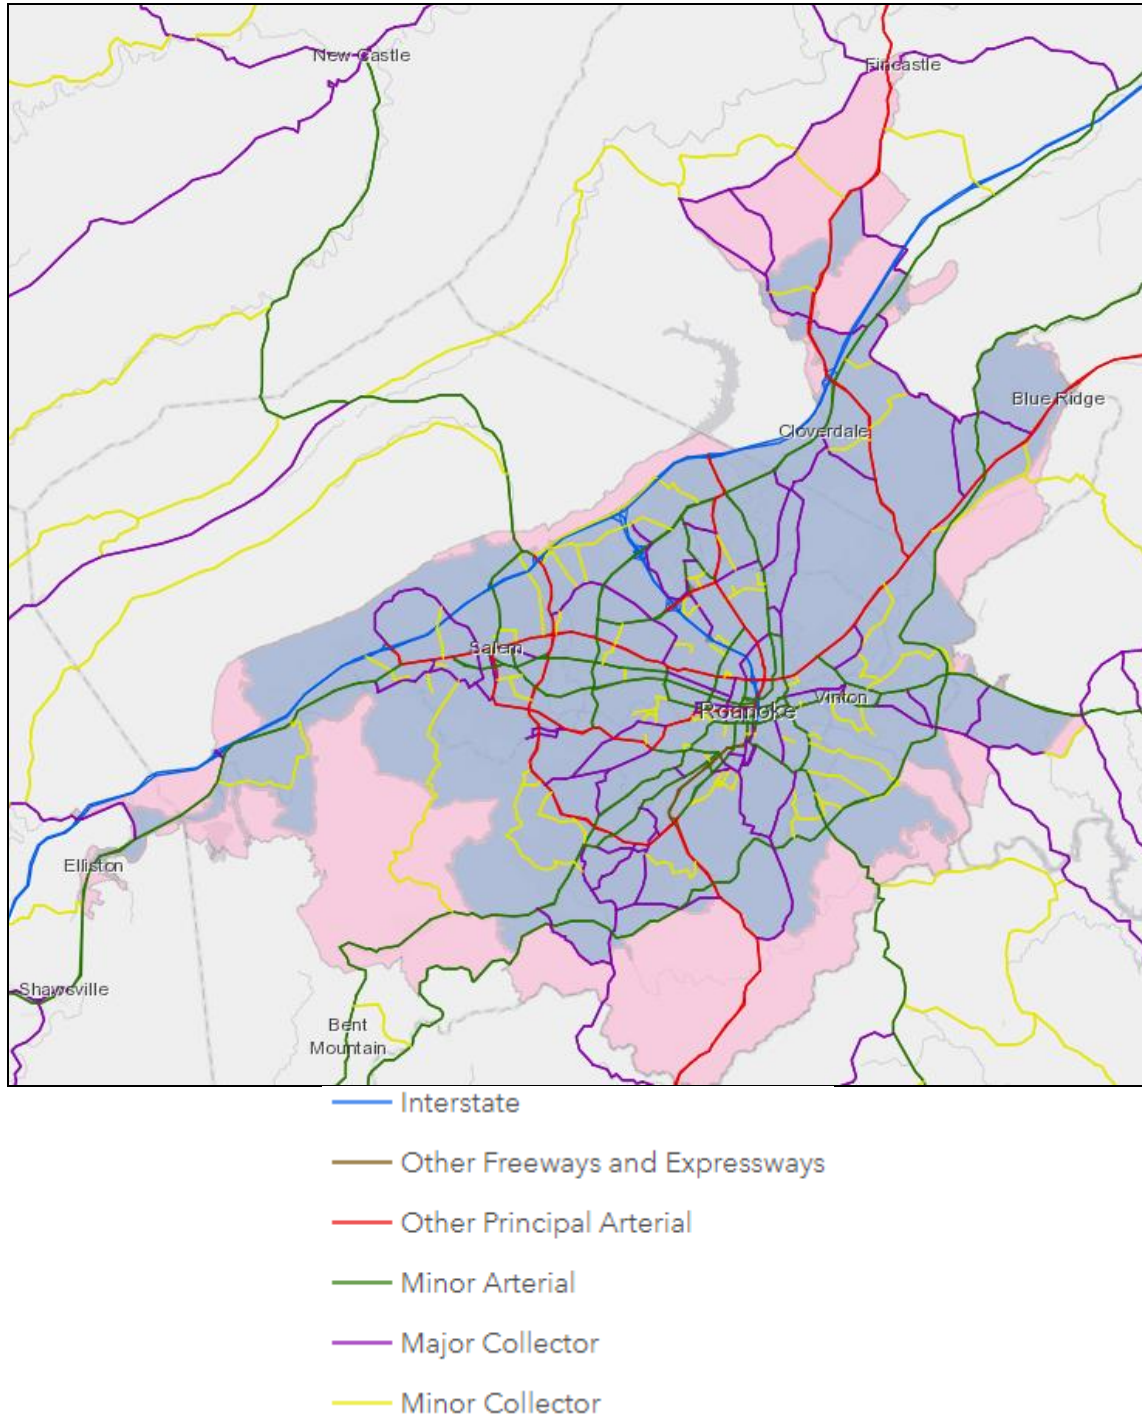 New Castle
Fincastle
Blue Ridge
Cloverdale
Salem
Vinton
Roanoke
Elliston
Shawsville
Bent
Mountain
Interstate
Other Freeways and Expressways
Other Principal Arterial
Minor Arterial
Major Collector
Minor Collector